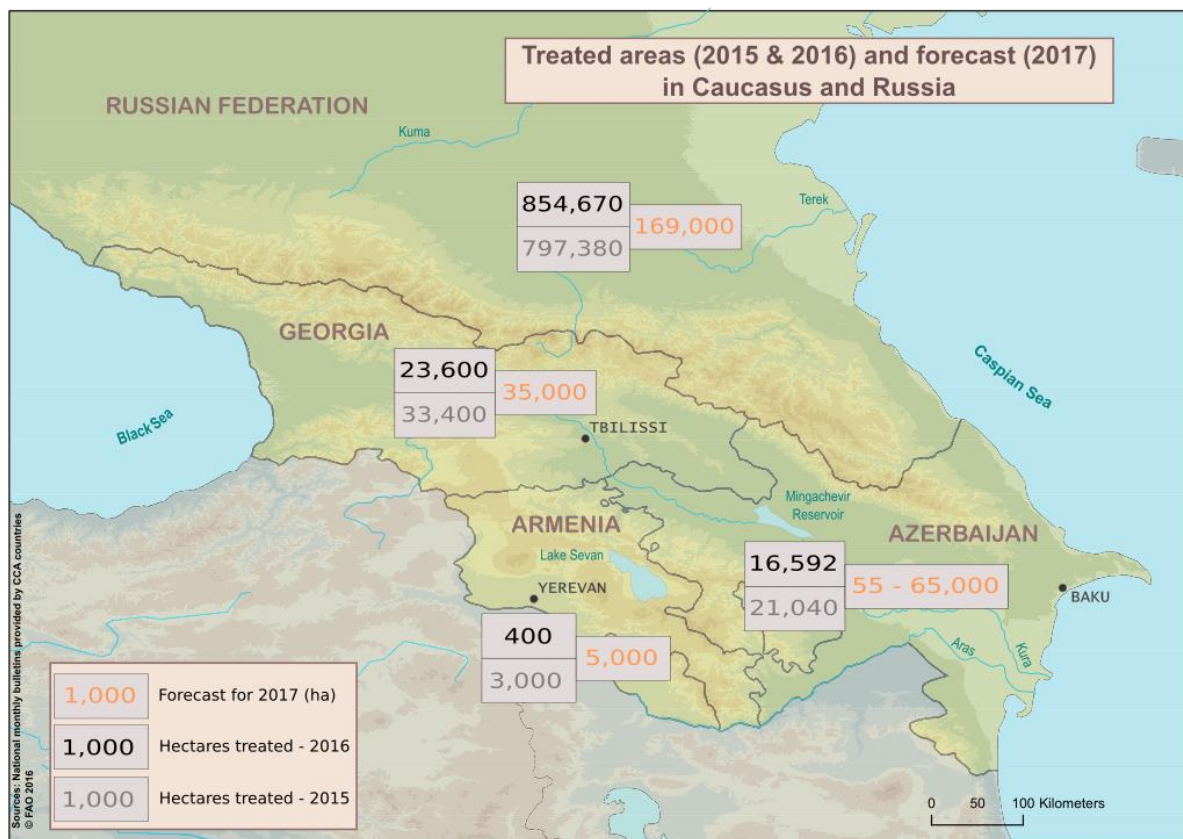 Treated areas (2015 & 2016) and forecast (2017)
in Caucasus and Russia
RUSSIAN FEDERATION
Kuma
Terek
854,670
169,000
797,380
GEORGIA
23,600
35,000
33,400
TBILISSI
Black Sea
Caspian Sea
Mingachevir
Reservoir
ARMENIA
AZERBAIJAN
Lake Sevan
YEREVAN
16,592
55 - 65,000
21,040
BAKU
Aras
Kura
400
5,000
3,000
1,000 Forecast for 2017 (ha)
1,000 Hectares treated - 2016
1,000 Hectares treated - 2015
0 50 100 Kilometers
Sources: National monthly bulletins provided by CCA countries
© FAO 2016